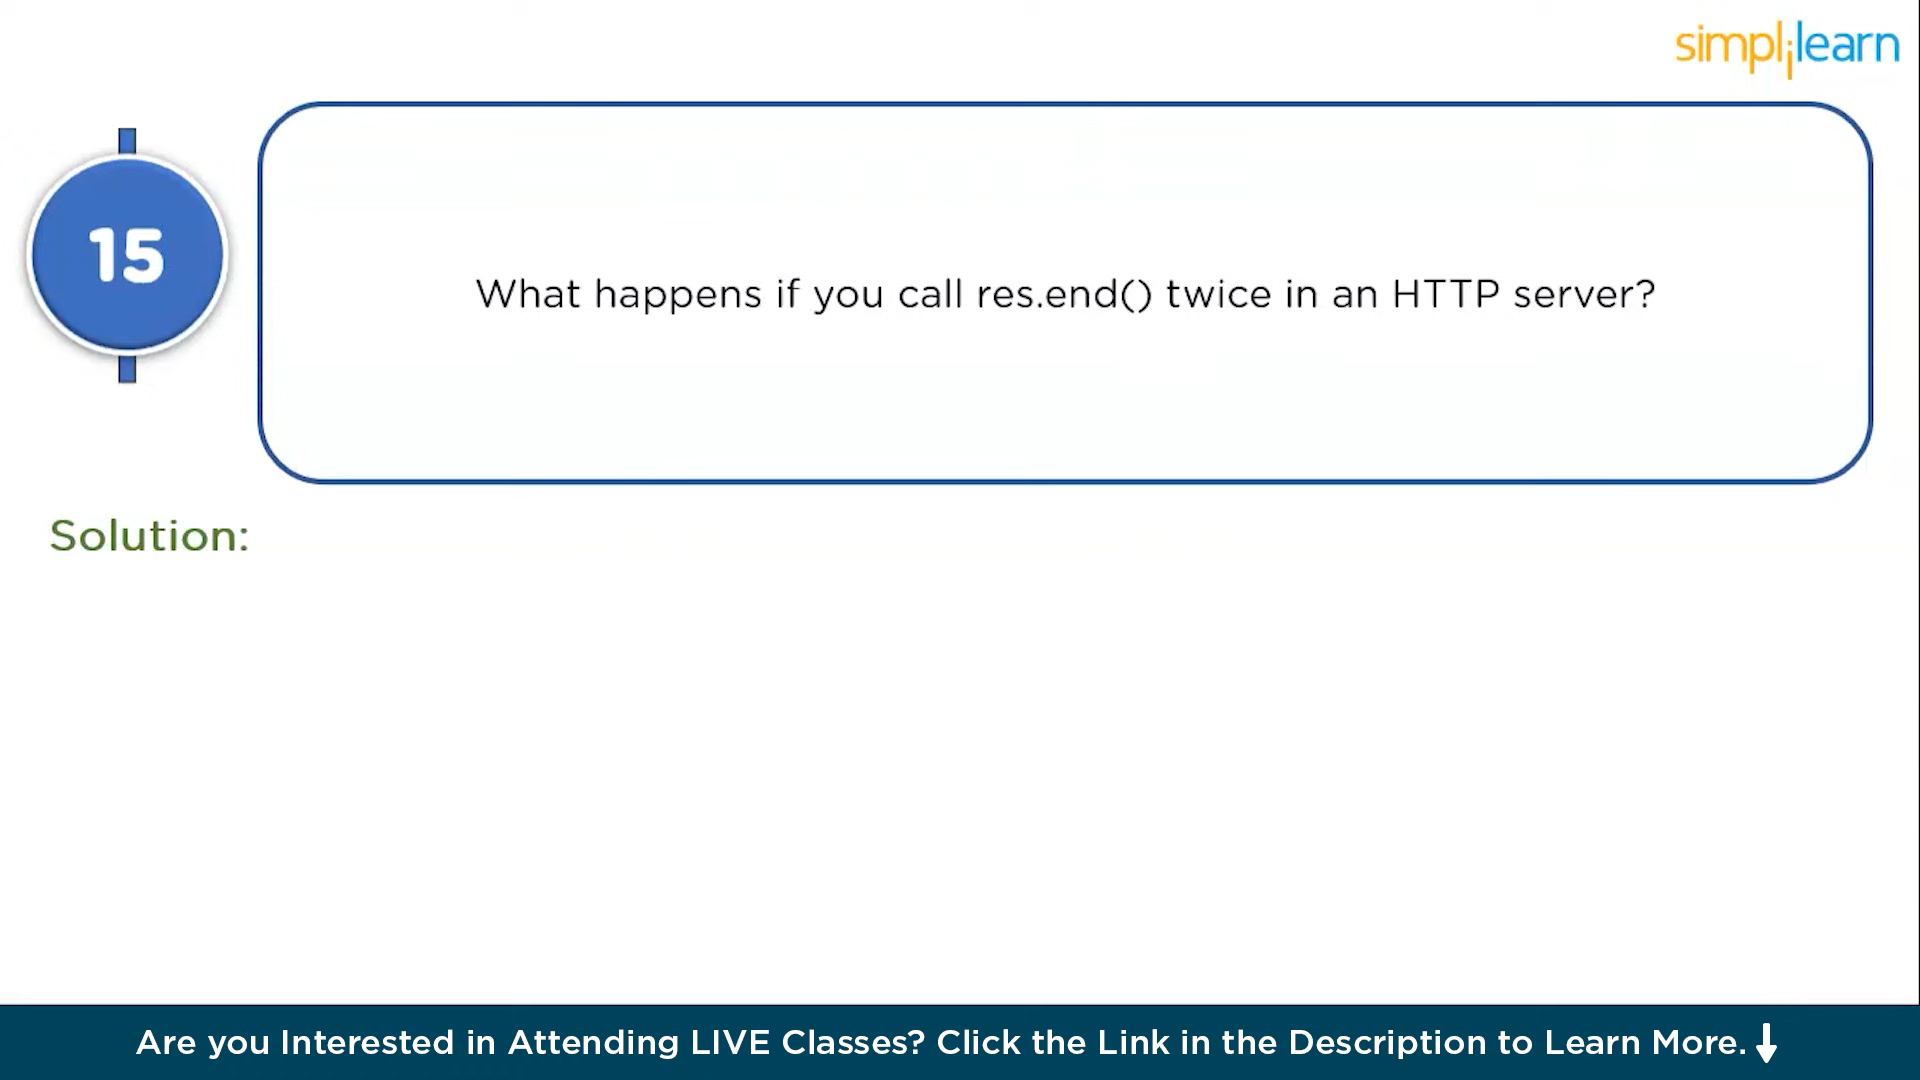 simplilearn
15
What happens if you call res.end() twice in an HTTP server?
Solution:
Are you Interested in Attending LIVE Classes? Click the Link in the Description to Learn More.